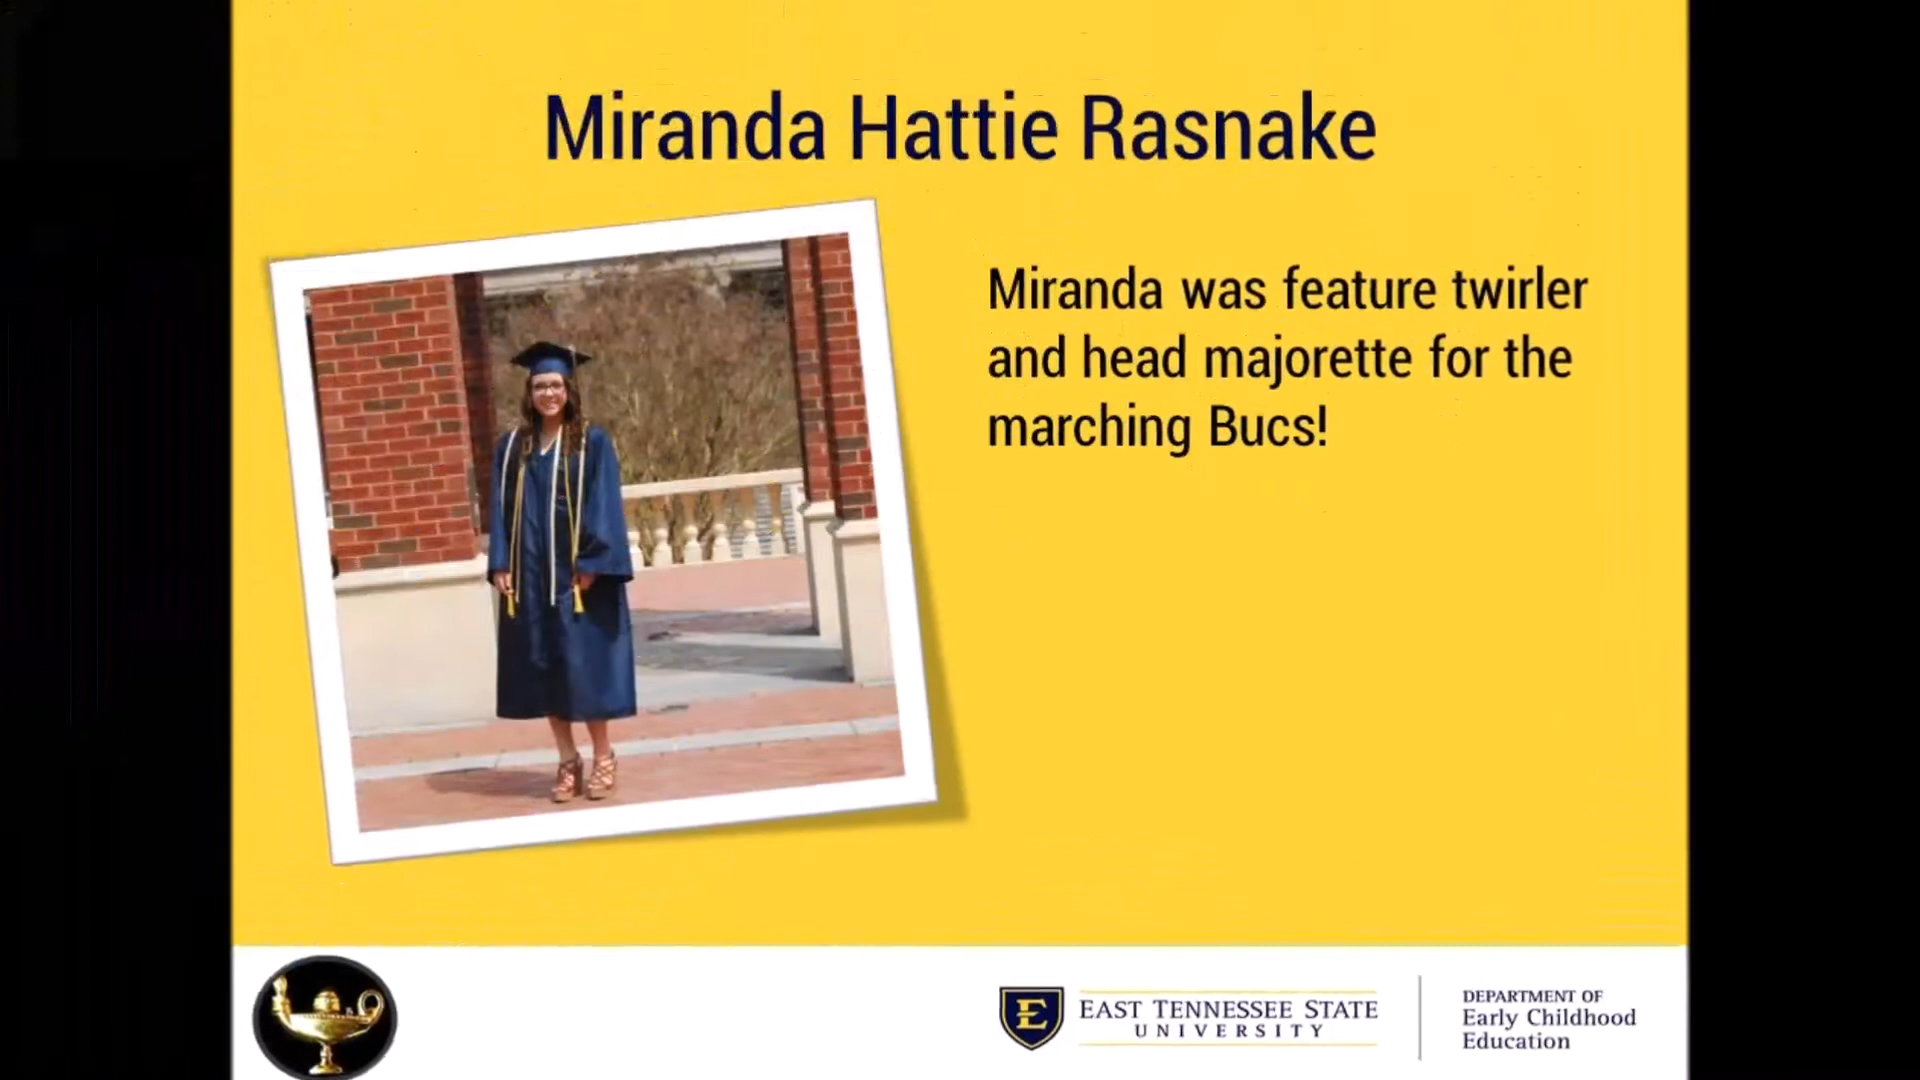 Miranda Hattie Rasnake
Miranda was feature twirler
and head majorette for the
marching Bucs!
E
EAST TENNESSEE STATE
UNIVERSITY
DEPARTMENT OF
Early Childhood
Education